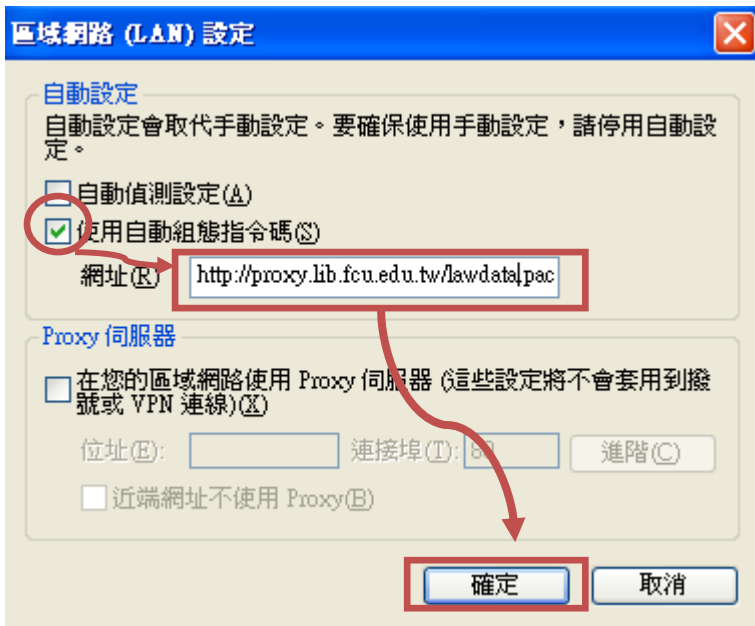 區域網路 (LAN) 設定
自動設定
自動設定會取代手動設定。要確保使用手動設定，請停用自動設
定。
自動偵測設定(A)
使用自動組態指令碼(S)
網址(R) http://proxy.lib.fcu.edu.tw/lawdata.pac
Proxy 伺服器
在您的區域網路使用 Proxy 伺服器 (這些設定將不會套用到撥
號或 VPN 連線)(X)
位址(E): 連接埠(T): 80 進階(C)
近端網址不使用 Proxy(B)
確定 取消